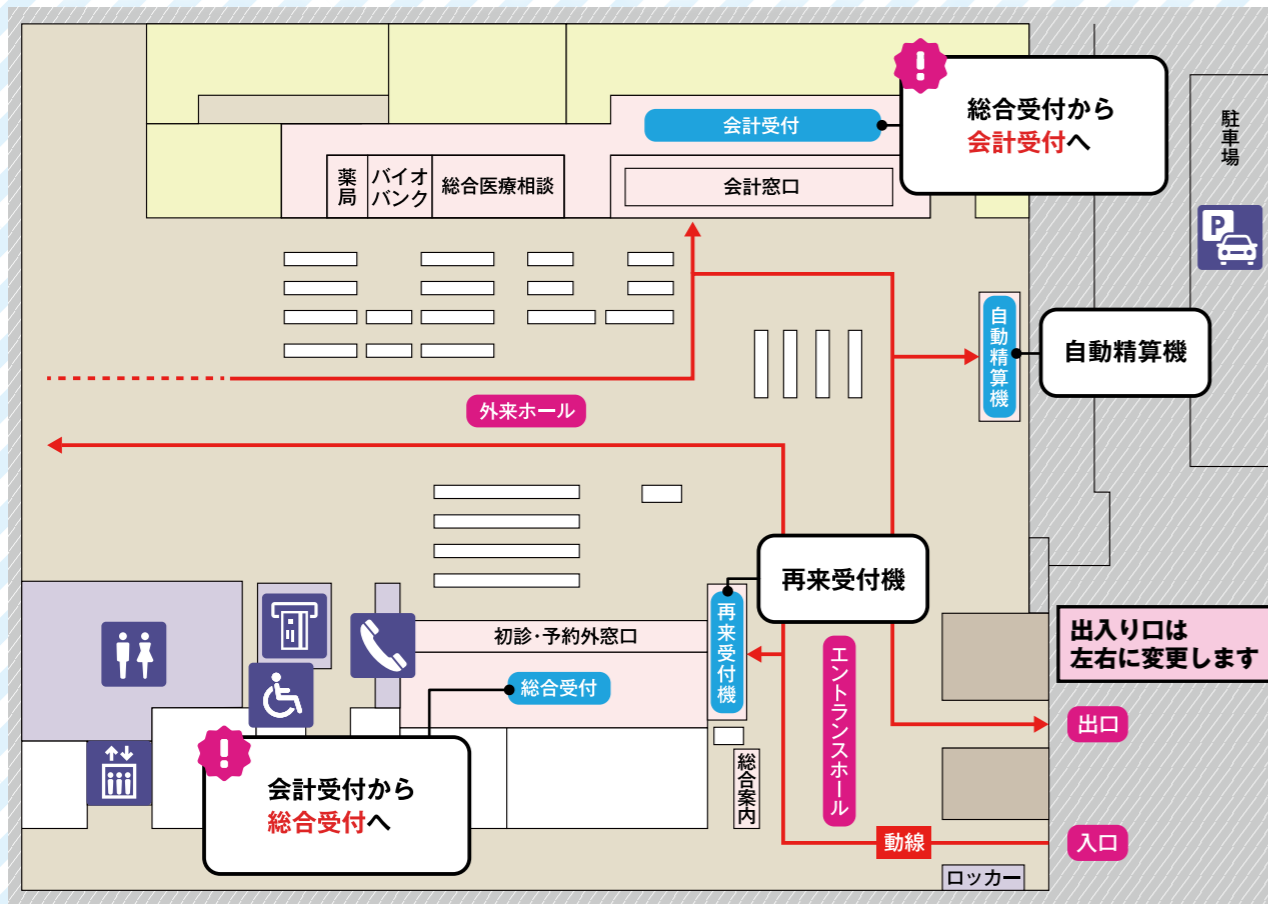 総合受付から
会計受付へ
会計受付
会計窓口
薬局
バイオ
バンク
総合医療相談
駐車場
P
自動精算機
自動精算機
外来ホール
再来受付機
再来受付機
初診・予約外窓口
総合受付
エントランスホール
出入り口は
左右に変更します
出口
会計受付から
総合受付へ
総合案内
動線
入口
ロッカー